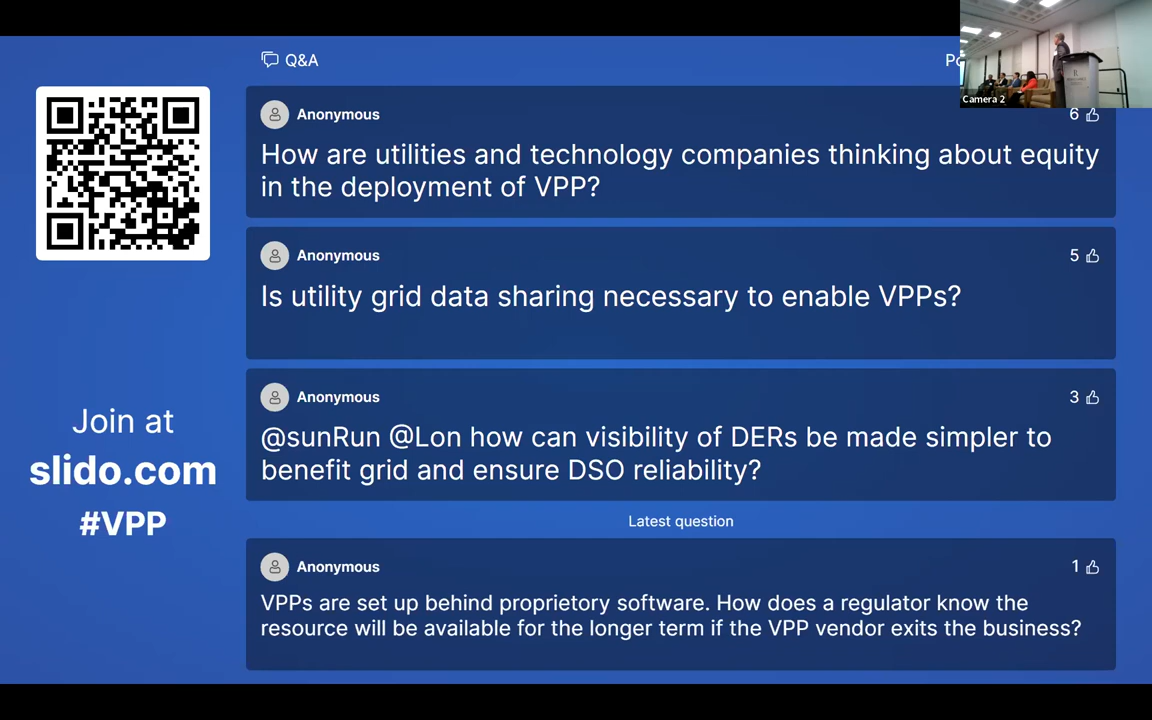 Q&A
Camera 2
Anonymous
6
How are utilities and technology companies thinking about equity
in the deployment of VPP?
Anonymous
5
Is utility grid data sharing necessary to enable VPPs?
Anonymous
3
@sunRun @Lon how can visibility of DERs be made simpler to
benefit grid and ensure DSO reliability?
Join at
slido.com
#VPP
Latest question
Anonymous
1
VPPs are set up behind proprietory software. How does a regulator know the
resource will be available for the longer term if the VPP vendor exits the business?